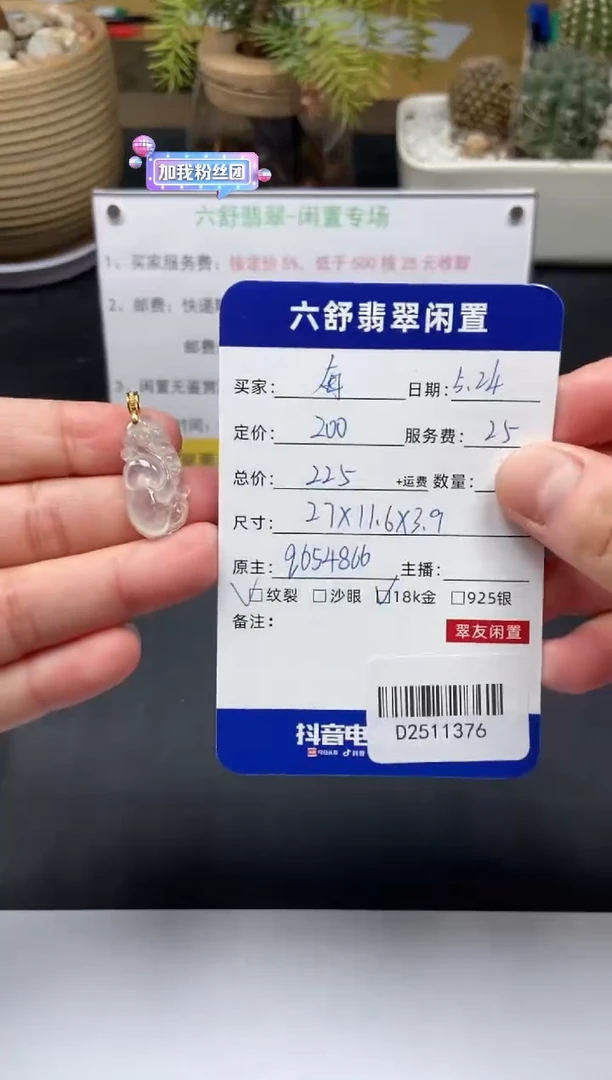 加我粉丝团
六舒翡翠-闲置专场
1、买家服务费：按定价5%，低于500按25元收取
2、邮费：快递
邮费
3、闲置无鉴赏
时间：
六舒翡翠闲置
买家： 日期：5.24
定价：200 服务费：25
总价：225 +运费 数量：
尺寸：27X11.6X3.9
原主：9654866 主播：
☑纹裂 □沙眼 ☑18k金 □925银
备注：
翠友闲置
抖音电
D2511376